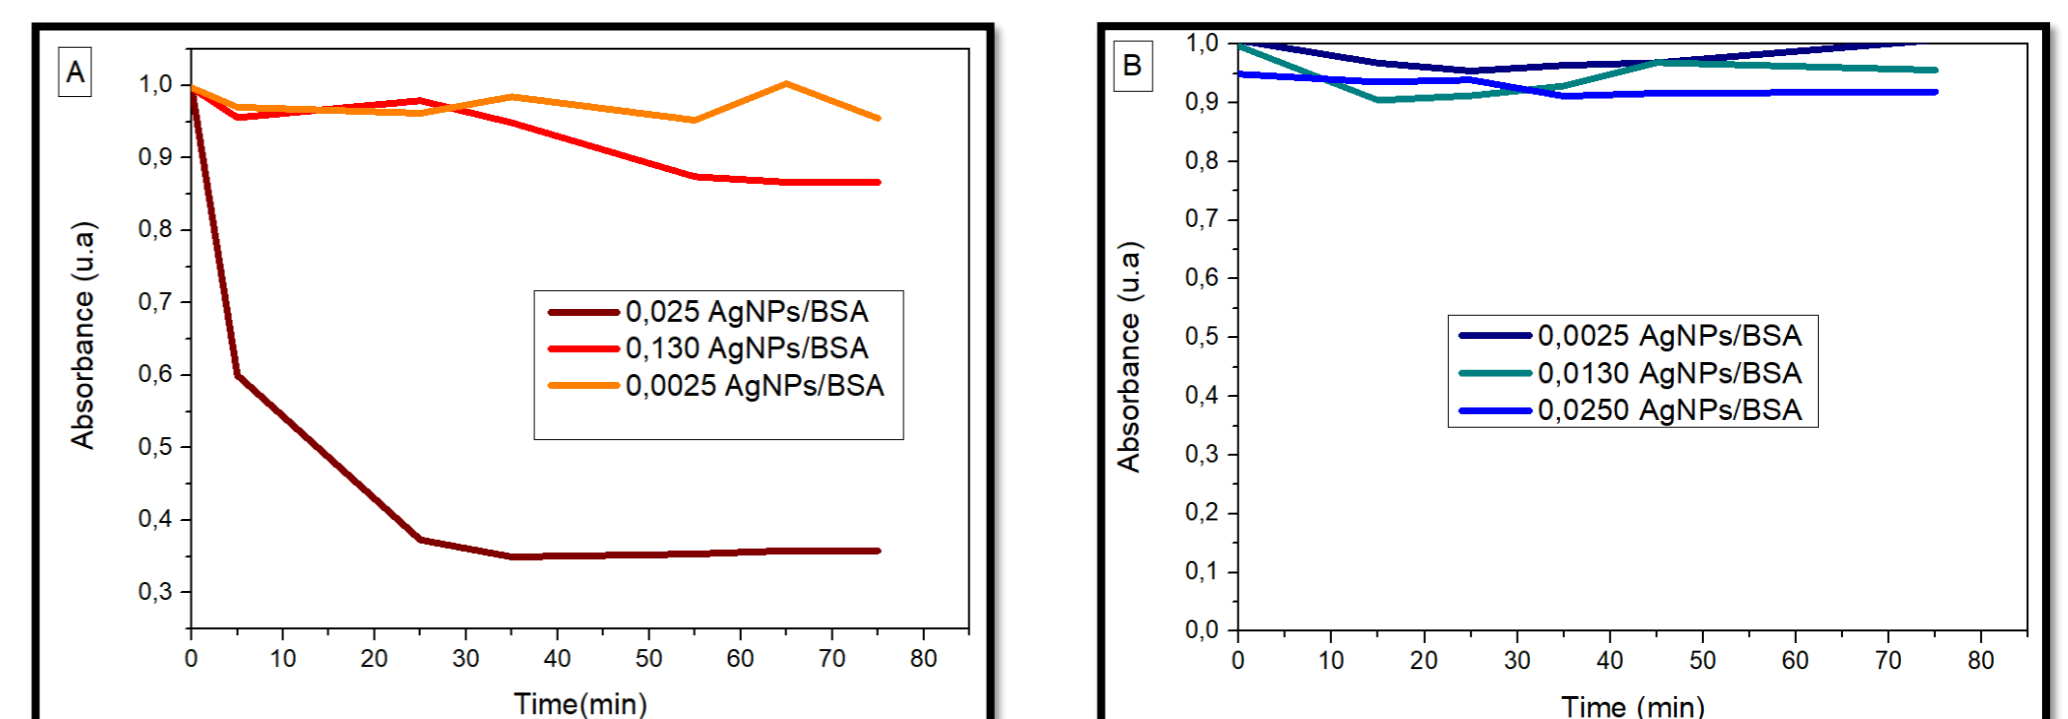 A
1,0
0,9
0,8
0,7
0,6
0,5
0,4
0,3
Absorbance (u.a)
0,025 AgNPs/BSA
0,130 AgNPs/BSA
0,0025 AgNPs/BSA
0 10 20 30 40 50 60 70 80
Time(min)
B
1,0
0,9
0,8
0,7
0,6
0,5
0,4
0,3
0,2
0,1
0,0
Absorbance (u.a)
0,0025 AgNPs/BSA
0,0130 AgNPs/BSA
0,0250 AgNPs/BSA
0 10 20 30 40 50 60 70 80
Time (min)